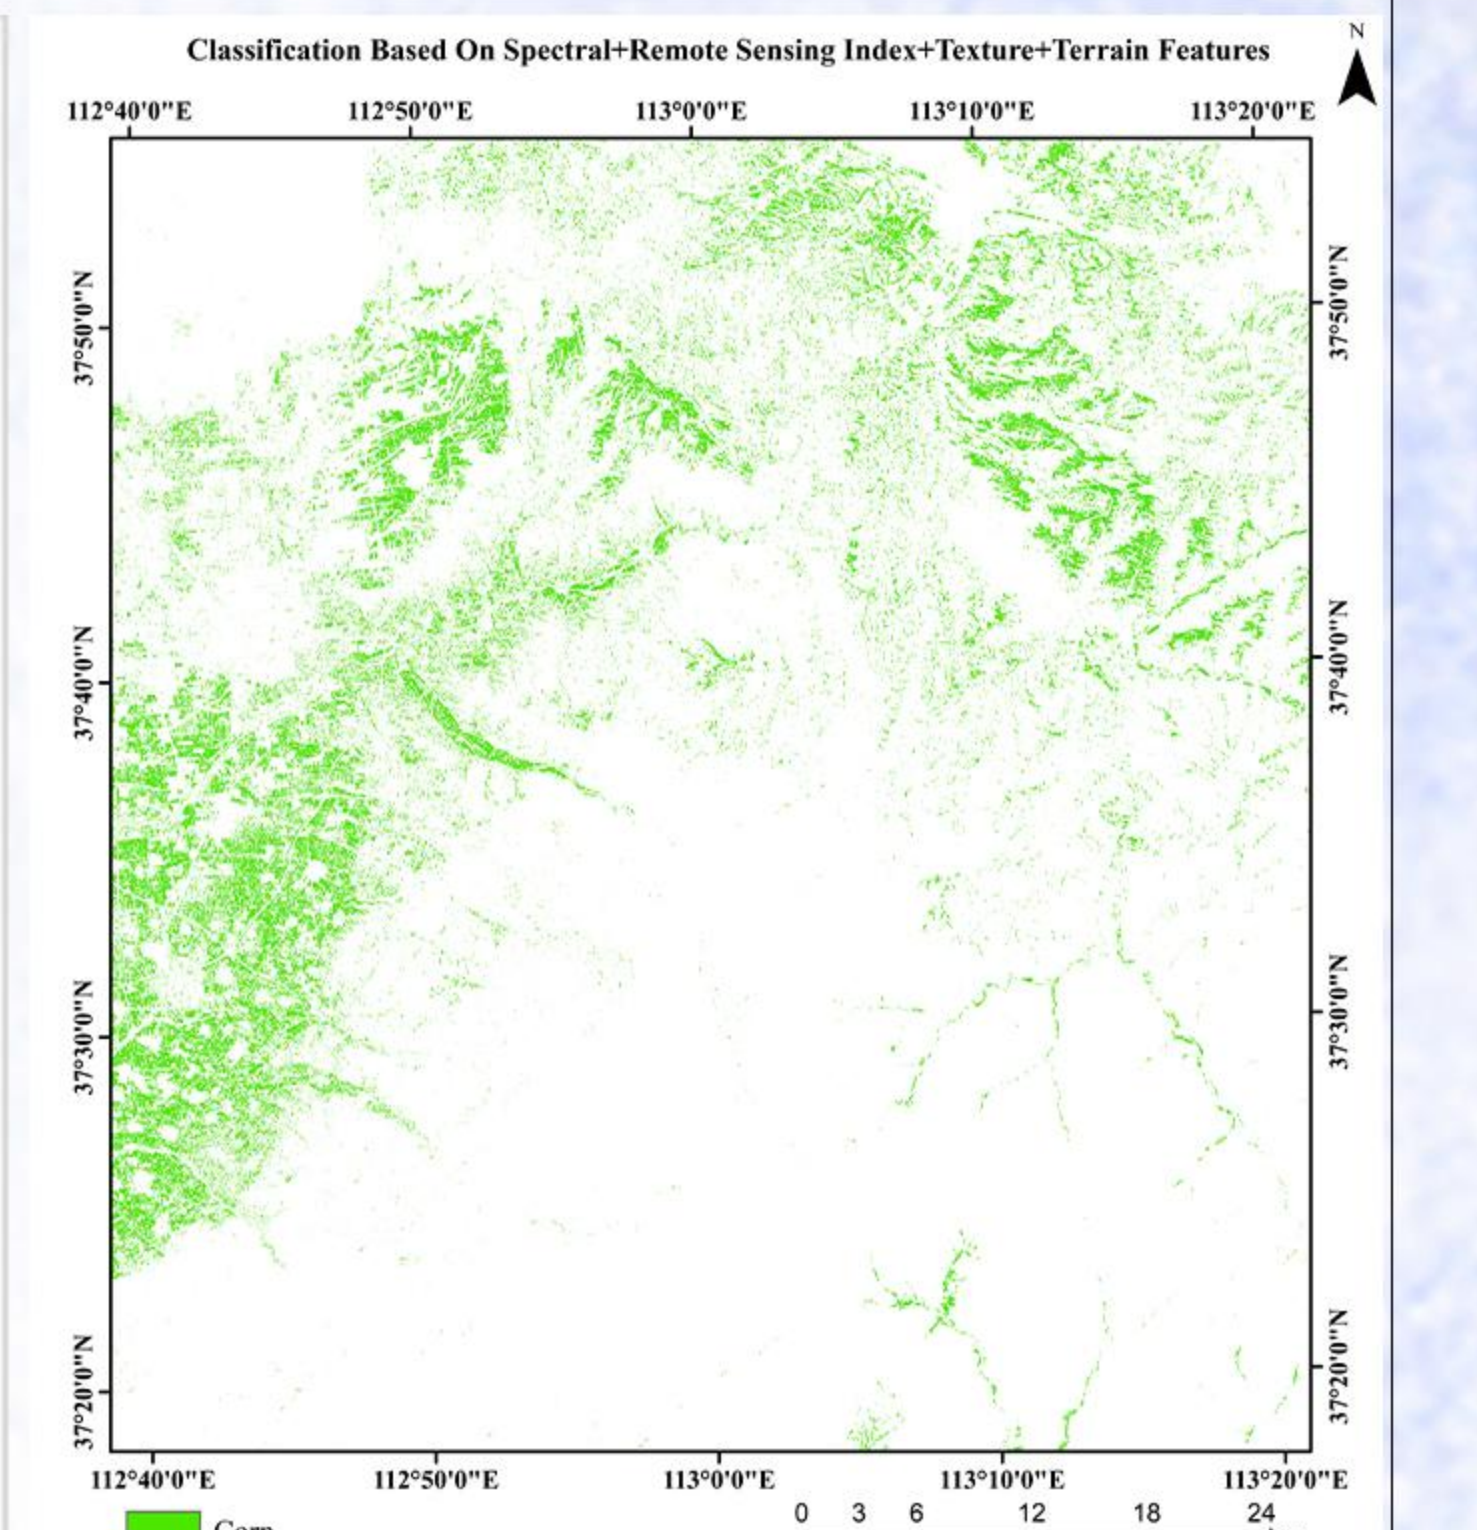 N
Classification Based On Spectral+Remote Sensing Index+Texture+Terrain Features
112°40'0"E 112°50'0"E 113°0'0"E 113°10'0"E 113°20'0"E
37°50'0"N 37°50'0"N
37°40'0"N 37°40'0"N
37°30'0"N 37°30'0"N
37°20'0"N 37°20'0"N
112°40'0"E 112°50'0"E 113°0'0"E 113°10'0"E 113°20'0"E
0 3 6 12 18 24
Corn